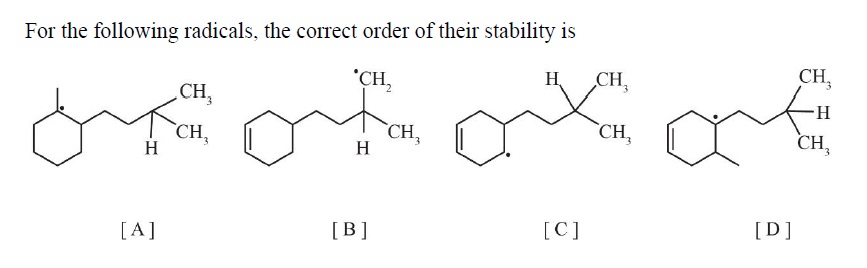 For the following radicals, the correct order of their stability is
CH₃
CH₃
H
•CH₂
CH₃
H
H
CH₃
CH₃
CH₃
H
CH₃
[A]
[B]
[C]
[D]